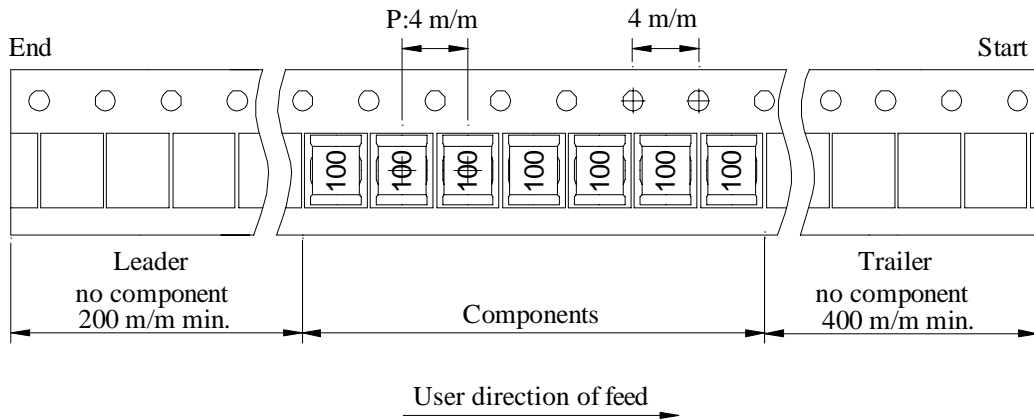 P:4 m/m
4 m/m
End
Start
100
100
100
100
100
100
100
Leader
no component
200 m/m min.
Components
Trailer
no component
400 m/m min.
User direction of feed